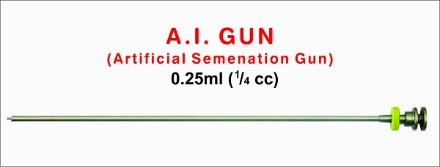 A.I. GUN
(Artificial Semenation Gun)
0.25ml (1/4 cc)